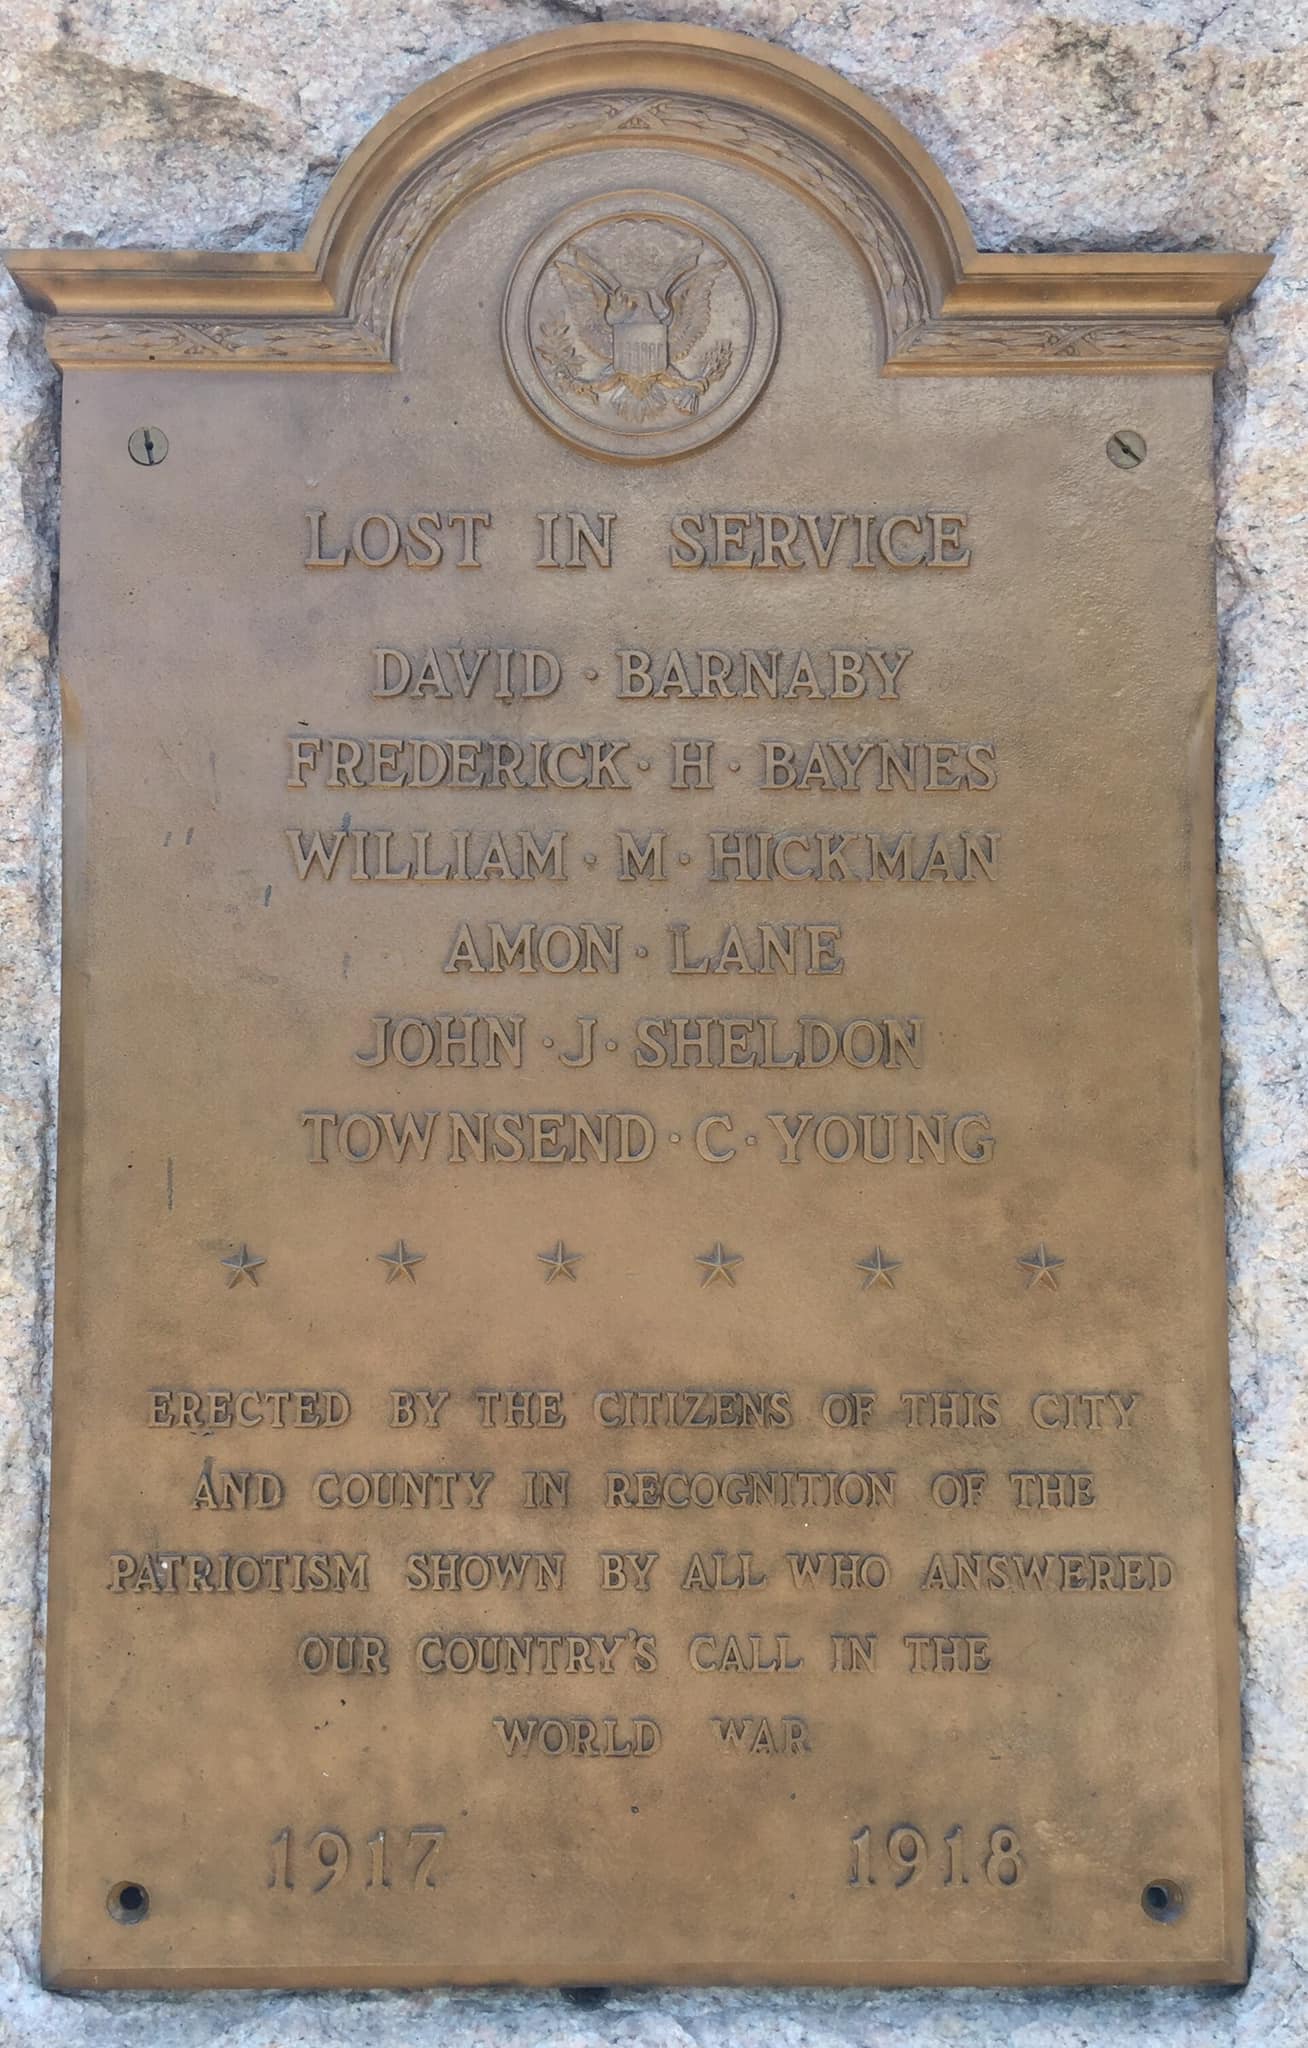 LOST IN SERVICE
DAVID · BARNABY
FREDERICK · H · BAYNES
WILLIAM · M · HICKMAN
AMON · LANE
JOHN · J · SHELDON
TOWNSEND · C · YOUNG
ERECTED BY THE CITIZENS OF THIS CITY
AND COUNTY IN RECOGNITION OF THE
PATRIOTISM SHOWN BY ALL WHO ANSWERED
OUR COUNTRY'S CALL IN THE
WORLD WAR
1917 1918